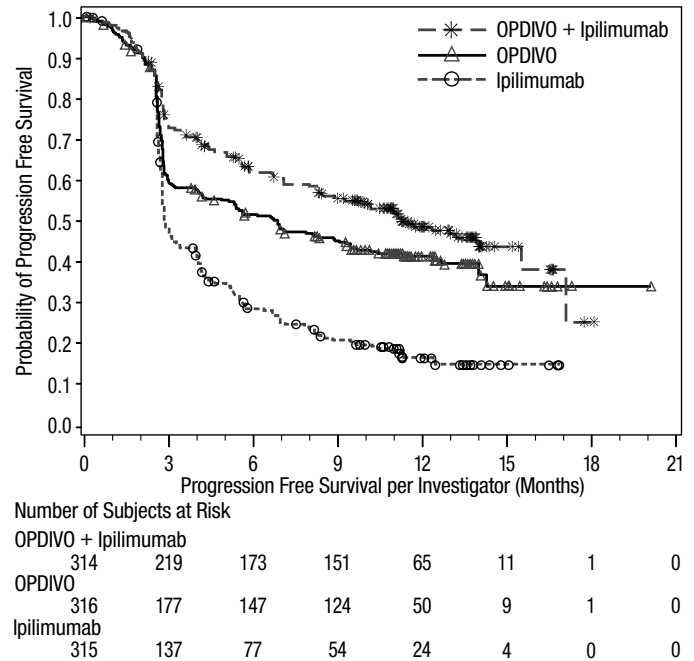 1.0
0.9
0.8
0.7
0.6
0.5
0.4
0.3
0.2
0.1
0.0
Probability of Progression Free Survival
OPDIVO + Ipilimumab
OPDIVO
Ipilimumab
0 3 6 9 12 15 18 21
Progression Free Survival per Investigator (Months)
Number of Subjects at Risk
OPDIVO + Ipilimumab
314 219 173 151 65 11 1 0
OPDIVO
316 177 147 124 50 9 1 0
Ipilimumab
315 137 77 54 24 4 0 0